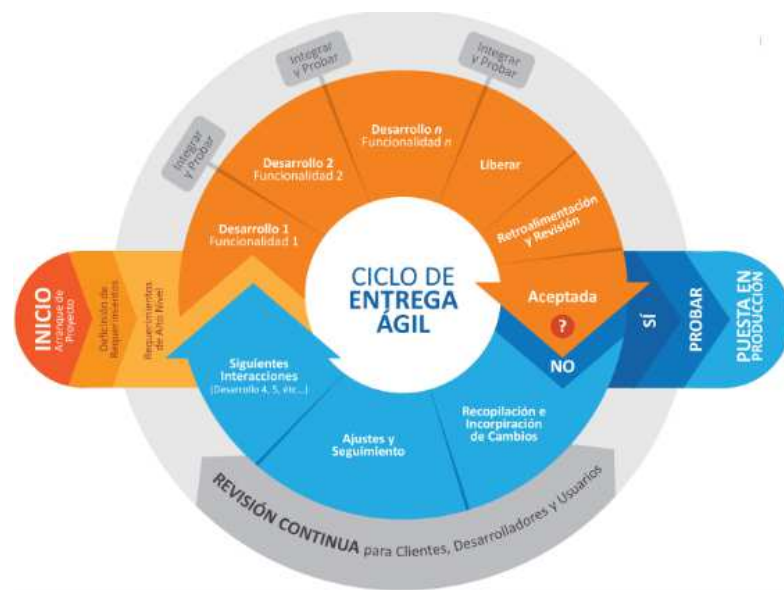 Integrar
y Probar
Integrar
y Probar
Integrar
y Probar
Desarrollo n
Funcionalidad n
Desarrollo 2
Funcionalidad 2
Liberar
Desarrollo 1
Funcionalidad 1
Retroalimentación
y Revisión
INICIO
Arranque de
Proyecto
Deficinión de
Requerimientos
Requerimientos
de Alto Nivel
CICLO DE
ENTREGA
ÁGIL
Aceptada
?
NO
SÍ
PROBAR
PUESTA EN
PRODUCCIÓN
Siguientes
Interacciones
(Desarrollo 4, 5, étc...)
Ajustes y
Seguimiento
Recopilación e
Incorpiración
de Cambios
REVISIÓN CONTINUA para Clientes, Desarrolladores y Usuarios